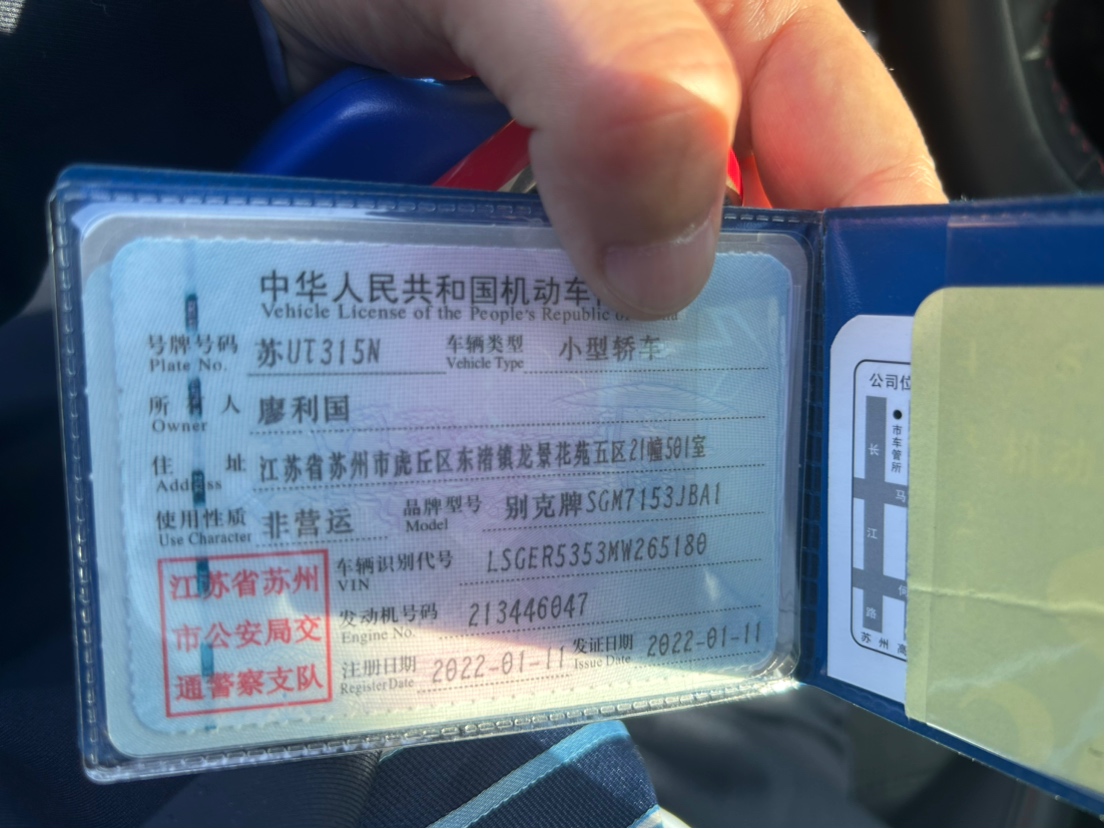 中华人民共和国机动车
Vehicle License of the People's Republic of
号牌号码 苏UT315N 车辆类型 小型轿车
Plate No. Vehicle Type
所 人 廖利国
Owner
住 址 江苏省苏州市虎丘区东渚镇龙景花苑五区21幢501室
Address
使用性质 非营运 品牌型号 别克牌SGM7153JBA1
Use Character Model
江苏省苏州
市公安局交
通警察支队
车辆识别代号 LSGER5353MW265180
VIN
发动机号码 213446047
Engine No.
注册日期 2022-01-11 发证日期 2022-01-11
Register Date Issue Date
公司位
市车管所
长
江
路
马
苏 州 高